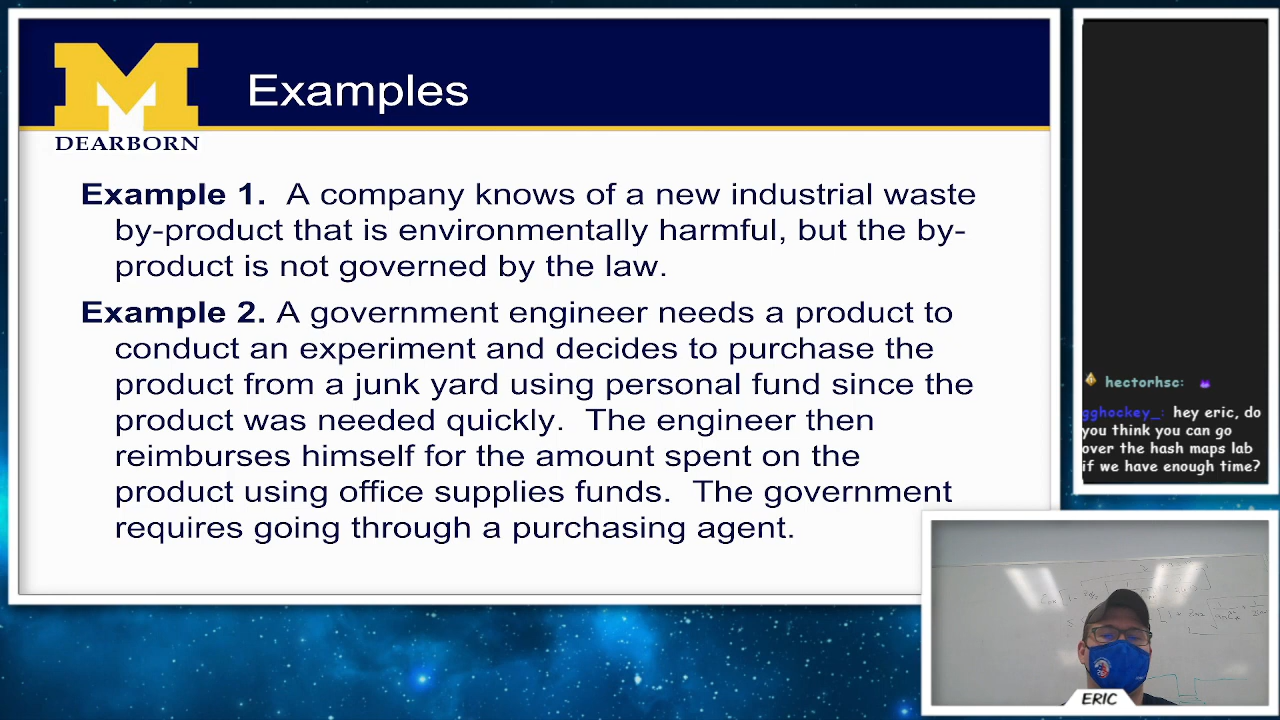 Examples
DEARBORN
Example 1. A company knows of a new industrial waste
by-product that is environmentally harmful, but the by-
product is not governed by the law.
Example 2. A government engineer needs a product to
conduct an experiment and decides to purchase the
product from a junk yard using personal fund since the
product was needed quickly. The engineer then
reimburses himself for the amount spent on the
product using office supplies funds. The government
requires going through a purchasing agent.
hectorhsc:
gghockey_: hey eric, do
you think you can go
over the hash maps lab
if we have enough time?
ERIC